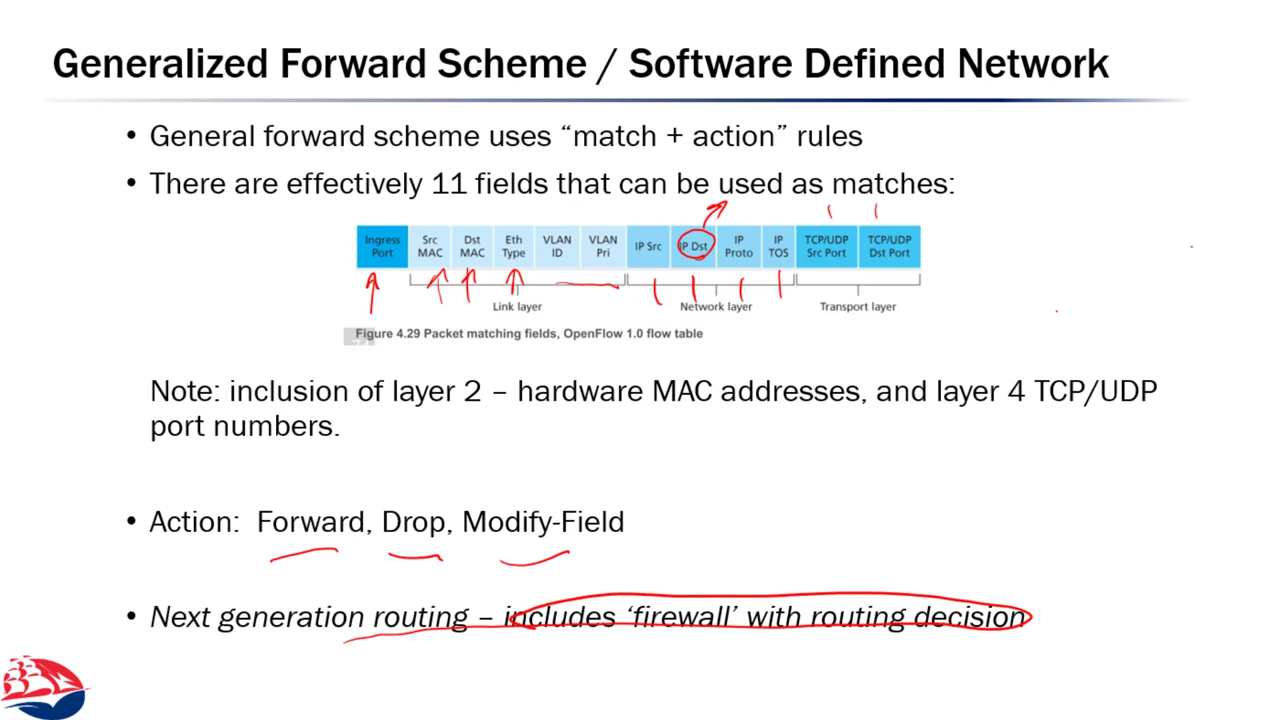 Generalized Forward Scheme / Software Defined Network
• General forward scheme uses “match + action” rules
• There are effectively 11 fields that can be used as matches:
Ingress Port
Src MAC
Dst MAC
Eth Type
VLAN ID
VLAN Pri
IP Src
IP Dst
IP Proto
IP TOS
TCP/UDP Src Port
TCP/UDP Dst Port
Link layer
Network layer
Transport layer
Figure 4.29 Packet matching fields, OpenFlow 1.0 flow table
Note: inclusion of layer 2 – hardware MAC addresses, and layer 4 TCP/UDP
port numbers.
• Action: Forward, Drop, Modify-Field
• Next generation routing – includes ‘firewall’ with routing decision